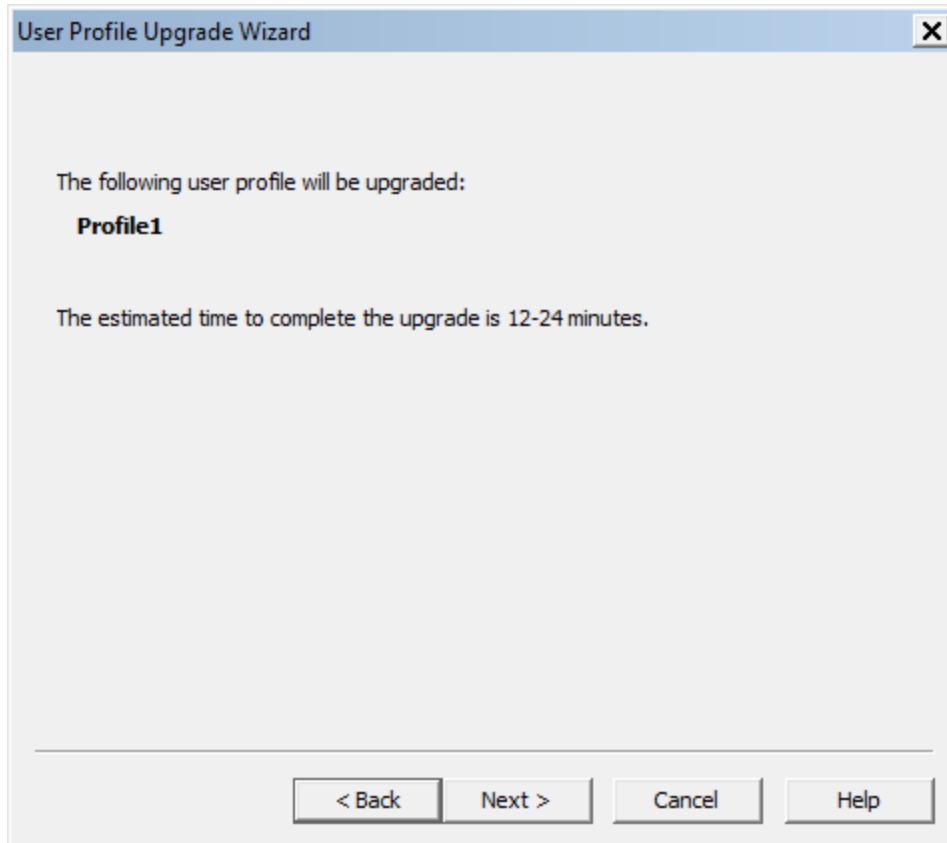 User Profile Upgrade Wizard
The following user profile will be upgraded:
Profile1
The estimated time to complete the upgrade is 12-24 minutes.
< Back Next > Cancel Help